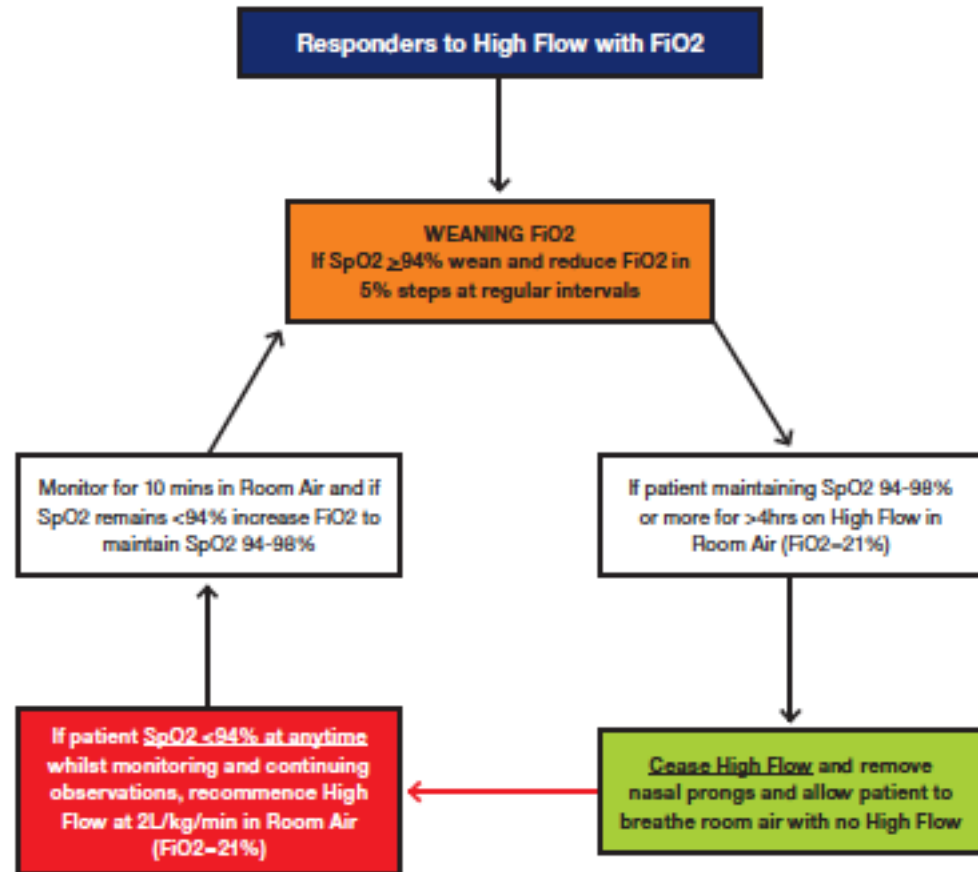 Responders to High Flow with FiO2
WEANING FiO2
If SpO2 ≥94% wean and reduce FiO2 in
5% steps at regular intervals
Monitor for 10 mins in Room Air and if
SpO2 remains <94% increase FiO2 to
maintain SpO2 94-98%
If patient maintaining SpO2 94-98%
or more for >4hrs on High Flow in
Room Air (FiO2=21%)
If patient SpO2 <94% at anytime
whilst monitoring and continuing
observations, recommence High
Flow at 2L/kg/min in Room Air
(FiO2=21%)
Cease High Flow and remove
nasal prongs and allow patient to
breathe room air with no High Flow